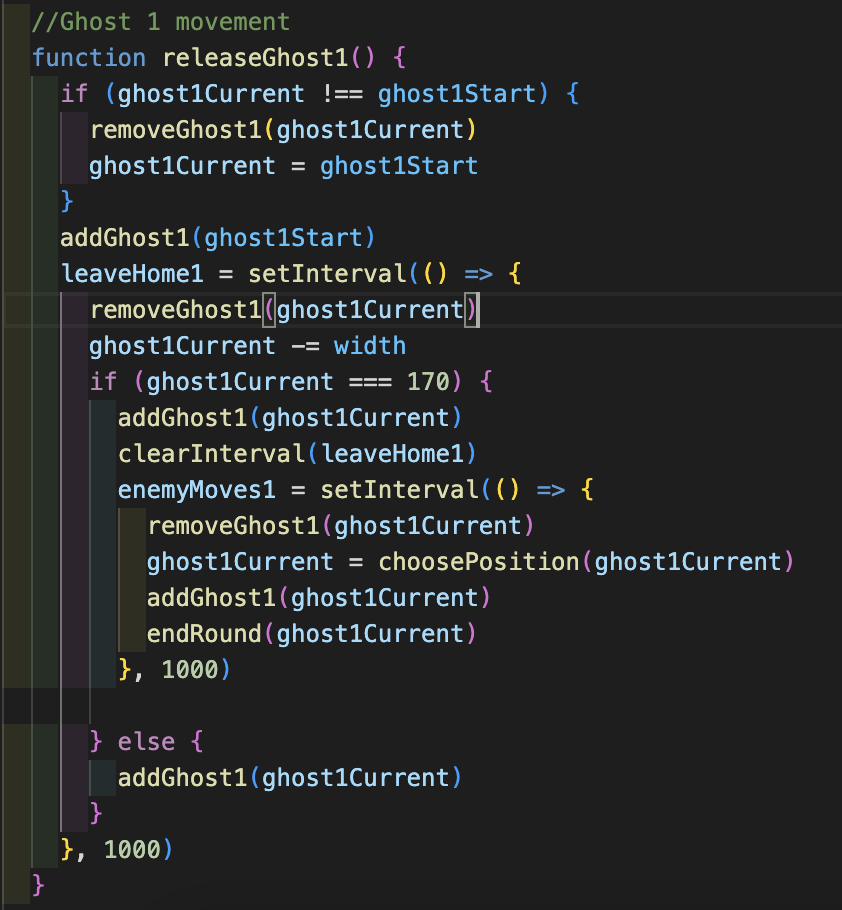 //Ghost 1 movement
function releaseGhost1() {
if (ghost1Current !== ghost1Start) {
removeGhost1(ghost1Current)
ghost1Current = ghost1Start
}
addGhost1(ghost1Start)
leaveHome1 = setInterval(() => {
removeGhost1(ghost1Current)
ghost1Current -= width
if (ghost1Current === 170) {
addGhost1(ghost1Current)
clearInterval(leaveHome1)
enemyMoves1 = setInterval(() => {
removeGhost1(ghost1Current)
ghost1Current = choosePosition(ghost1Current)
addGhost1(ghost1Current)
endRound(ghost1Current)
}, 1000)
} else {
addGhost1(ghost1Current)
}
}, 1000)
}